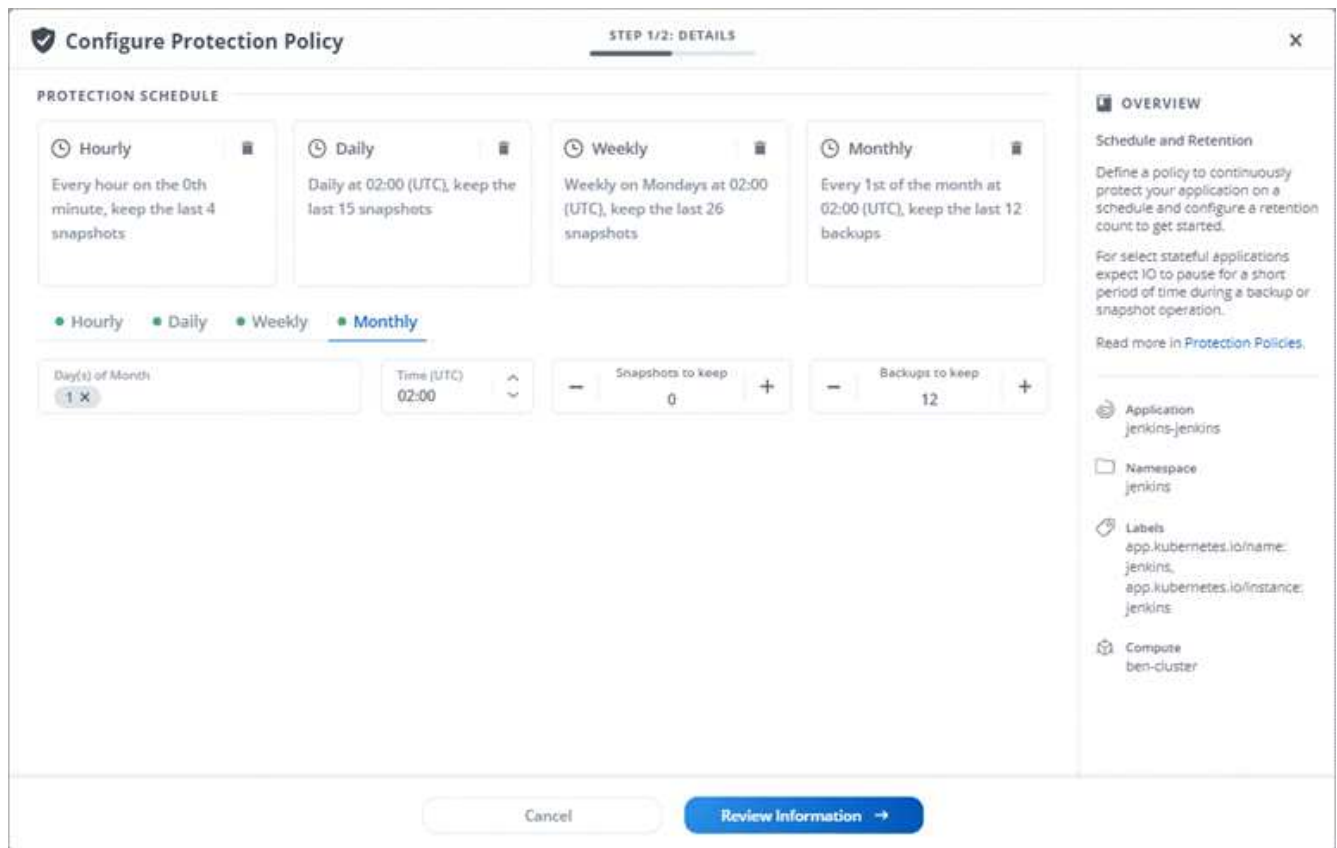 Configure Protection Policy
STEP 1/2: DETAILS
PROTECTION SCHEDULE
Hourly
Every hour on the 0th
minute, keep the last 4
snapshots
Daily
Daily at 02:00 (UTC), keep the
last 15 snapshots
Weekly
Weekly on Mondays at 02:00
(UTC), keep the last 26
snapshots
Monthly
Every 1st of the month at
02:00 (UTC), keep the last 12
backups
Hourly
Daily
Weekly
Monthly
Day(s) of Month
1 ×
Time (UTC)
02:00
Snapshots to keep
− 0 +
Backups to keep
− 12 +
OVERVIEW
Schedule and Retention
Define a policy to continuously
protect your application on a
schedule and configure a retention
count to get started.
For select stateful applications
expect IO to pause for a short
period of time during a backup or
snapshot operation.
Read more in Protection Policies.
Application
jenkins-jenkins
Namespace
jenkins
Labels
app.kubernetes.io/name:
jenkins,
app.kubernetes.io/instance:
jenkins
Compute
ben-cluster
Cancel
Review Information →